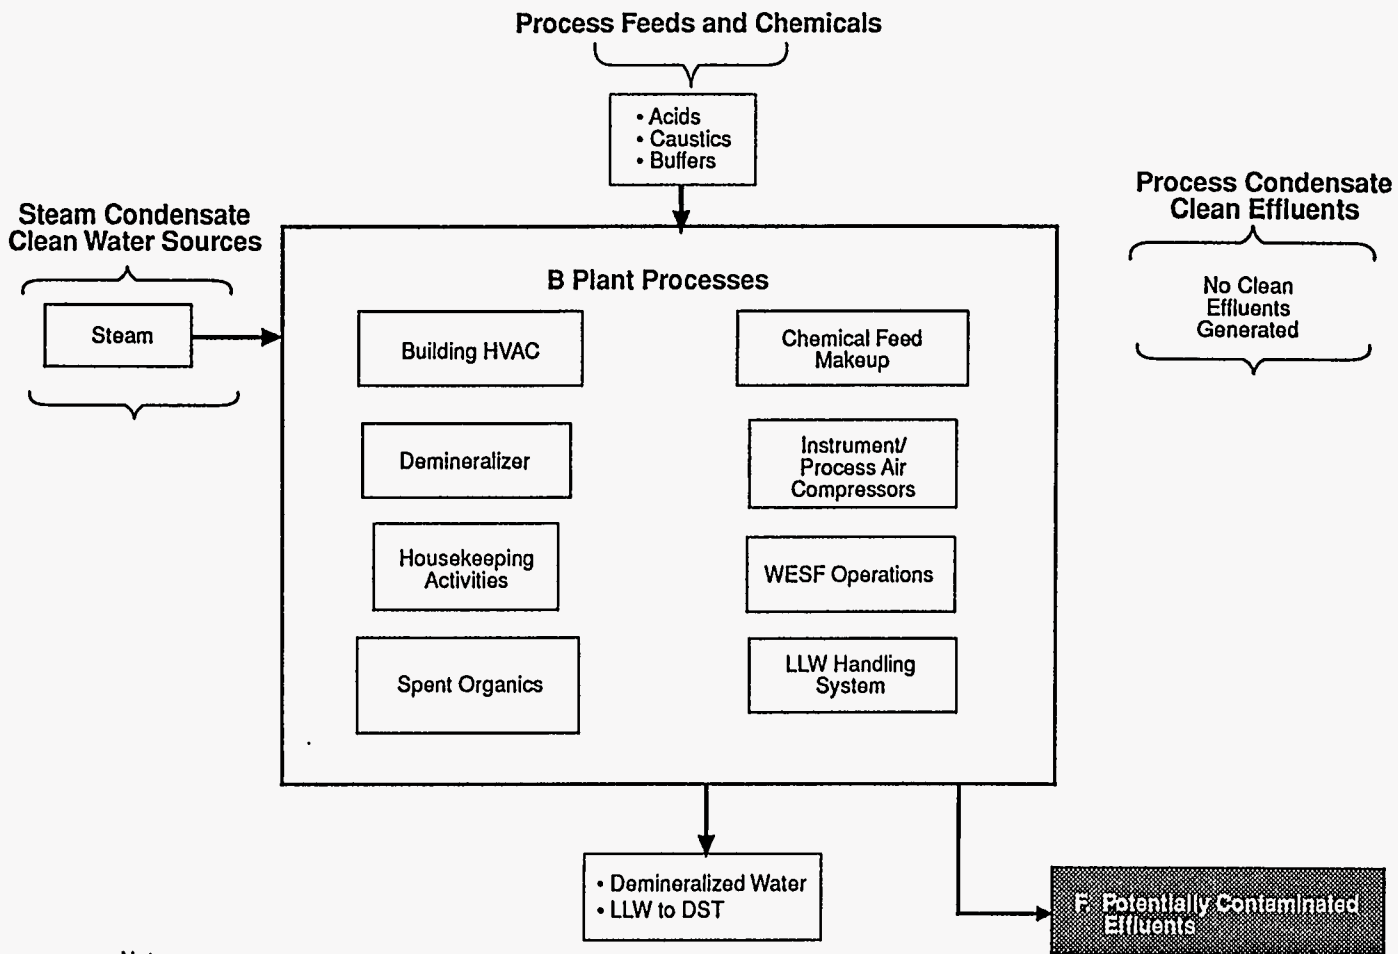 Process Feeds and Chemicals
• Acids
• Caustics
• Buffers
Steam Condensate
Clean Water Sources
Steam
Process Condensate
Clean Effluents
No Clean
Effluents
Generated
B Plant Processes
Building HVAC
Chemical Feed
Makeup
Demineralizer
Instrument/
Process Air
Compressors
Housekeeping
Activities
WESF Operations
Spent Organics
LLW Handling
System
• Demineralized Water
• LLW to DST
F: Potentially Contaminated
Effluents